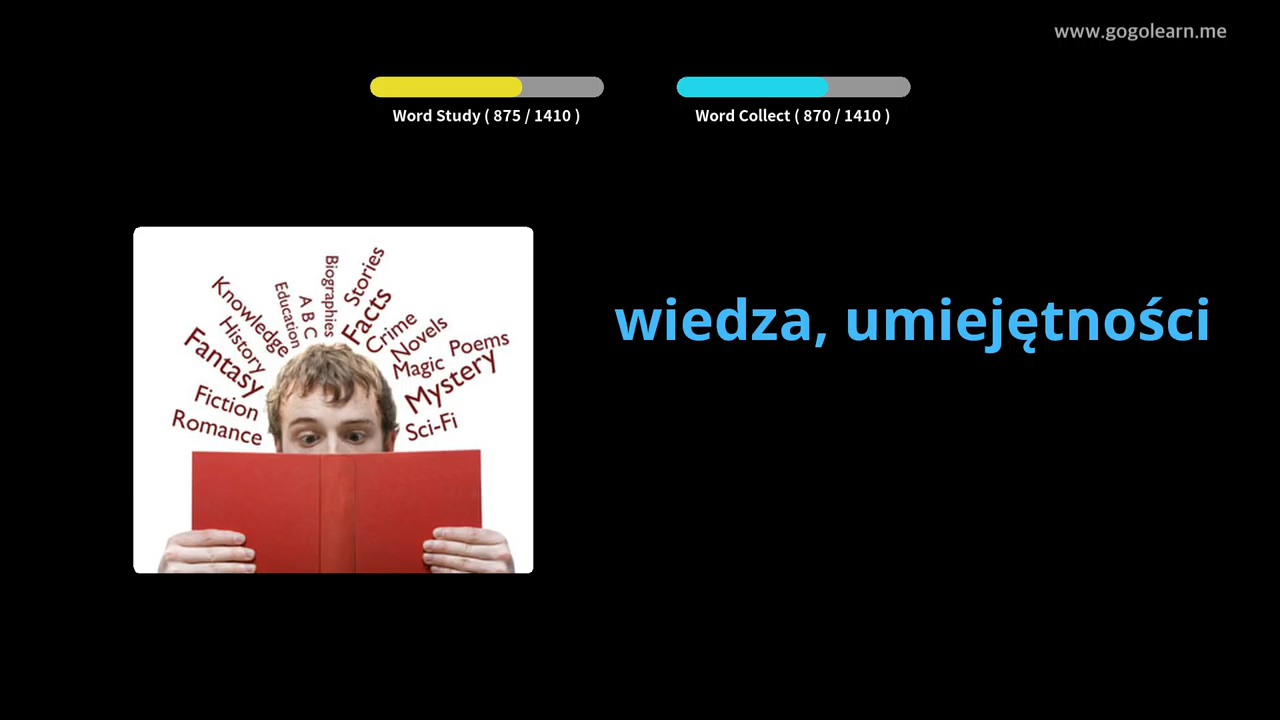 www.gogolearn.me
Word Study ( 875 / 1410 )
Word Collect ( 870 / 1410 )
wiedza, umiejętności
Romance
Fiction
Fantasy
History
Knowledge
Education
A B C
Biographies
Stories
Facts
Crime
Novels
Magic
Poems
Mystery
Sci-Fi